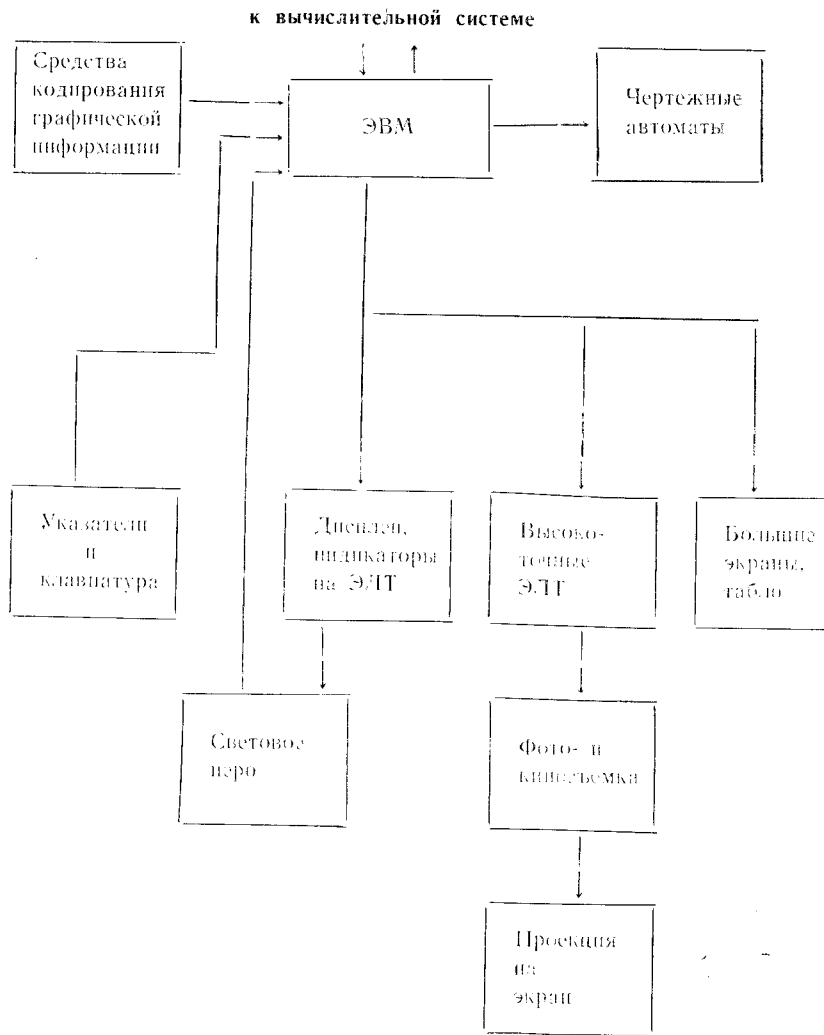 к вычислительной системе
Средства
кодирования
графической
информации
ЭВМ
Чертежные
автоматы
Указатели
и
клавиатура
Дисплеи,
индикаторы
на ЭЛТ
Высоко-
точные
ЭЛТ
Большие
экраны,
табло
Световое
перо
Фото- и
киносъемка
Проекция
на
экран